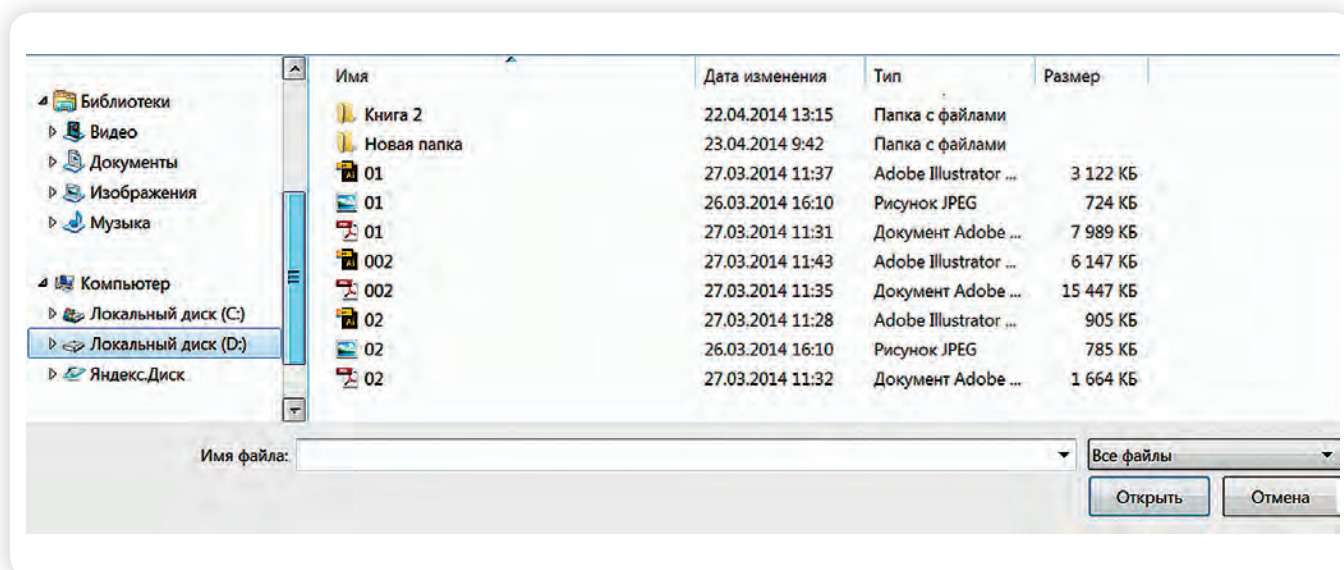 Библиотеки
Видео
Документы
Изображения
Музыка
Компьютер
Локальный диск (C:)
Локальный диск (D:)
Яндекс.Диск
Имя Дата изменения Тип Размер
Книга 2 22.04.2014 13:15 Папка с файлами
Новая папка 23.04.2014 9:42 Папка с файлами
01 27.03.2014 11:37 Adobe Illustrator ... 3 122 КБ
01 26.03.2014 16:10 Рисунок JPEG 724 КБ
01 27.03.2014 11:31 Документ Adobe ... 7 989 КБ
002 27.03.2014 11:43 Adobe Illustrator ... 6 147 КБ
002 27.03.2014 11:35 Документ Adobe ... 15 447 КБ
02 27.03.2014 11:28 Adobe Illustrator ... 905 КБ
02 26.03.2014 16:10 Рисунок JPEG 785 КБ
02 27.03.2014 11:32 Документ Adobe ... 1 664 КБ
Имя файла: Все файлы
Открыть Отмена